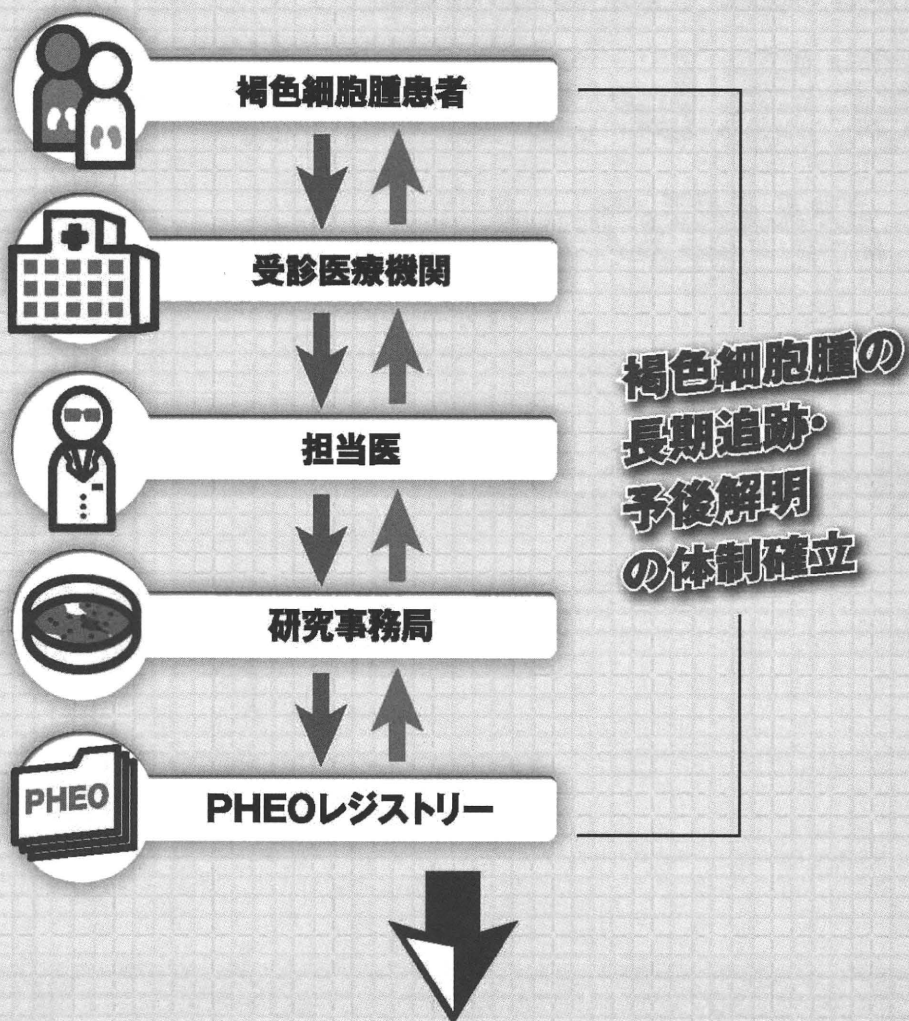 褐色細胞腫患者
受診医療機関
担当医
研究事務局
PHEO
PHEOレジストリー
褐色細胞腫の
長期追跡・
予後解明
の体制確立